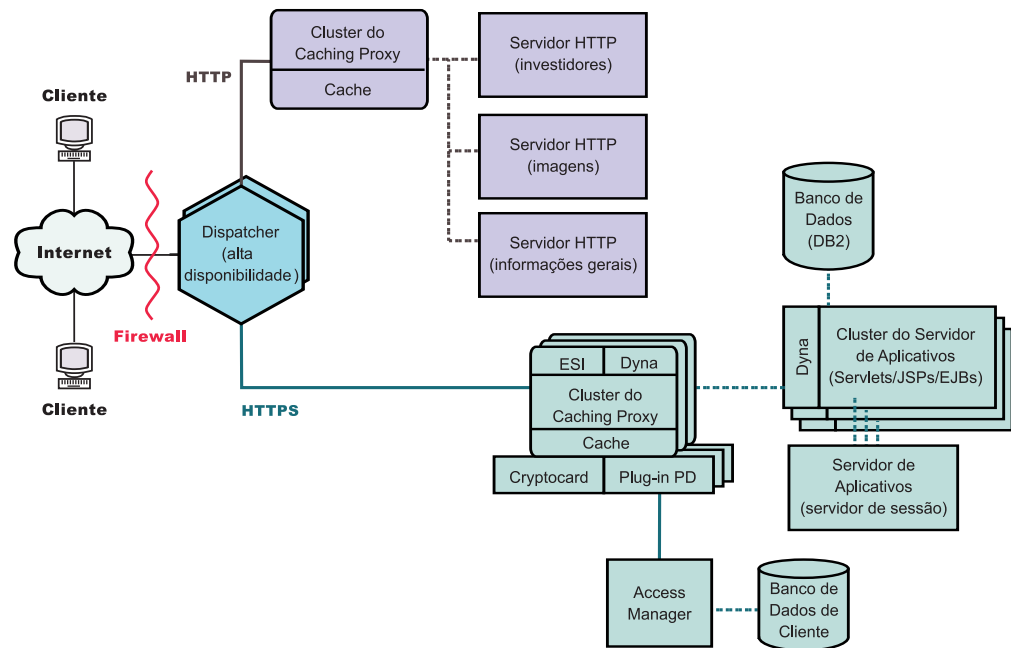 Cluster do
Caching Proxy
Cache
Servidor HTTP
(investidores)
HTTP
Cliente
Servidor HTTP
(imagens)
Banco de
Dados
(DB2)
Internet
Dispatcher
(alta
disponibilidade)
Servidor HTTP
(informações gerais)
Firewall
Cliente
HTTPS
ESI
Dyna
Cluster do
Caching Proxy
Cache
Cryptocard
Plug-in PD
Dyna
Cluster do Servidor
de Aplicativos
(Servlets/JSPs/EJBs)
Servidor de
Aplicativos
(servidor de sessão)
Access
Manager
Banco de
Dados de
Cliente